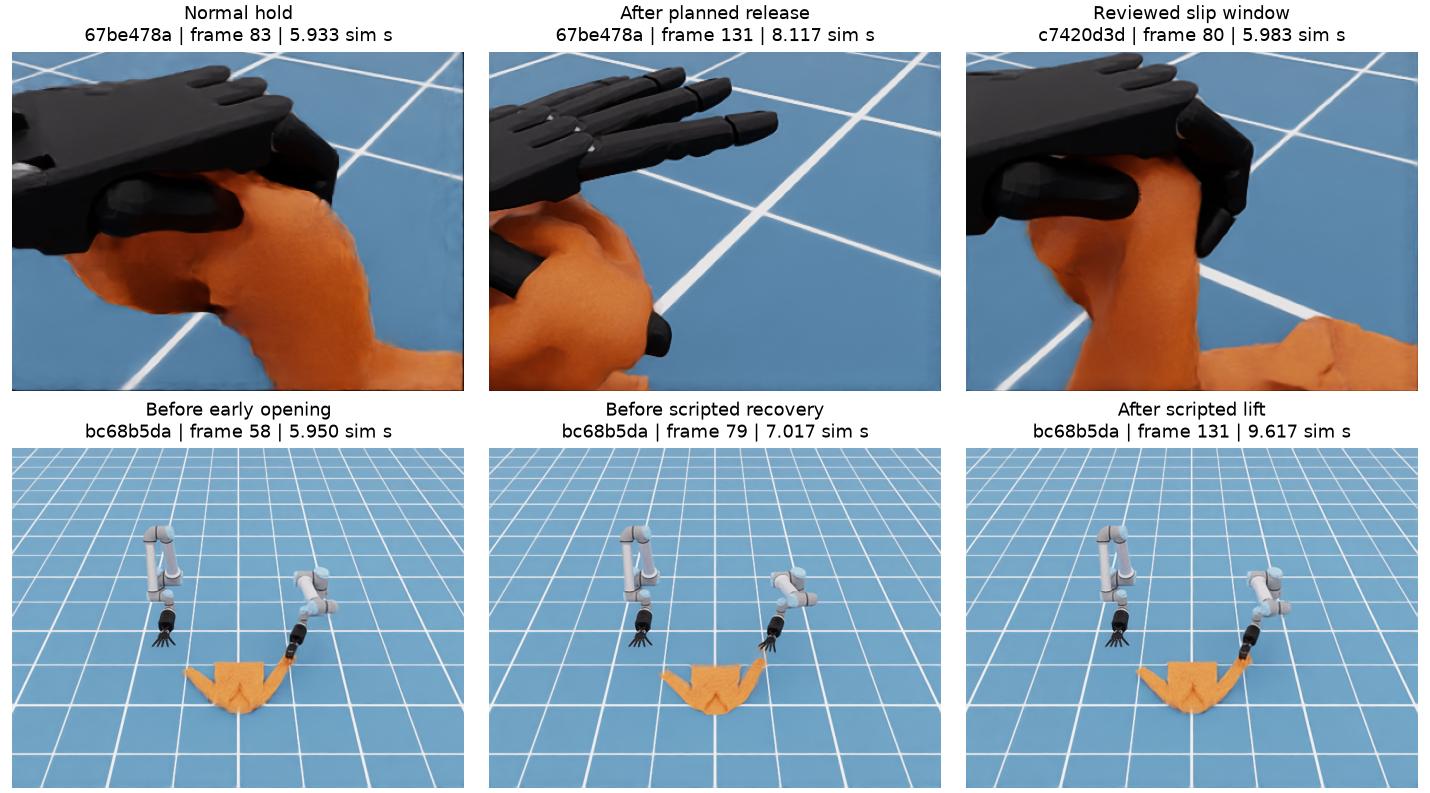 Normal hold
67be478a | frame 83 | 5.933 sim s
After planned release
67be478a | frame 131 | 8.117 sim s
Reviewed slip window
c7420d3d | frame 80 | 5.983 sim s
Before early opening
bc68b5da | frame 58 | 5.950 sim s
Before scripted recovery
bc68b5da | frame 79 | 7.017 sim s
After scripted lift
bc68b5da | frame 131 | 9.617 sim s